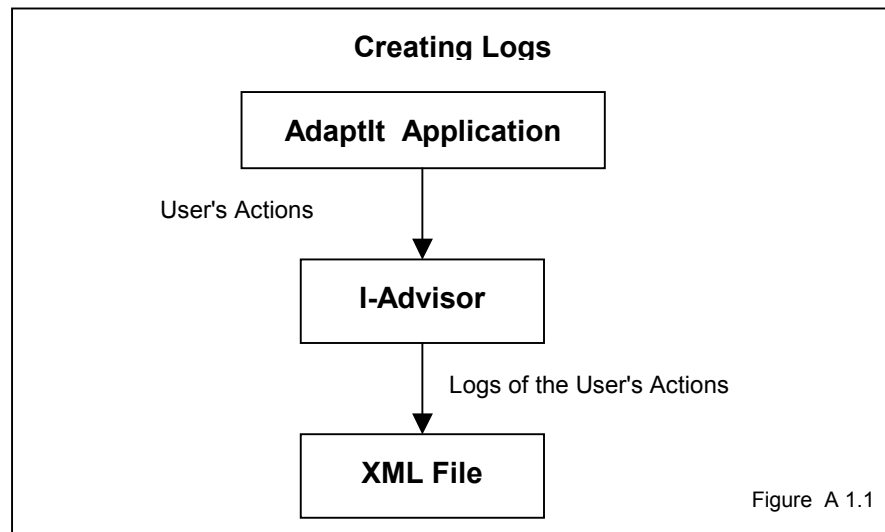 Creating Logs
AdaptIt Application
User's Actions
I-Advisor
Logs of the User's Actions
XML File
Figure A 1.1